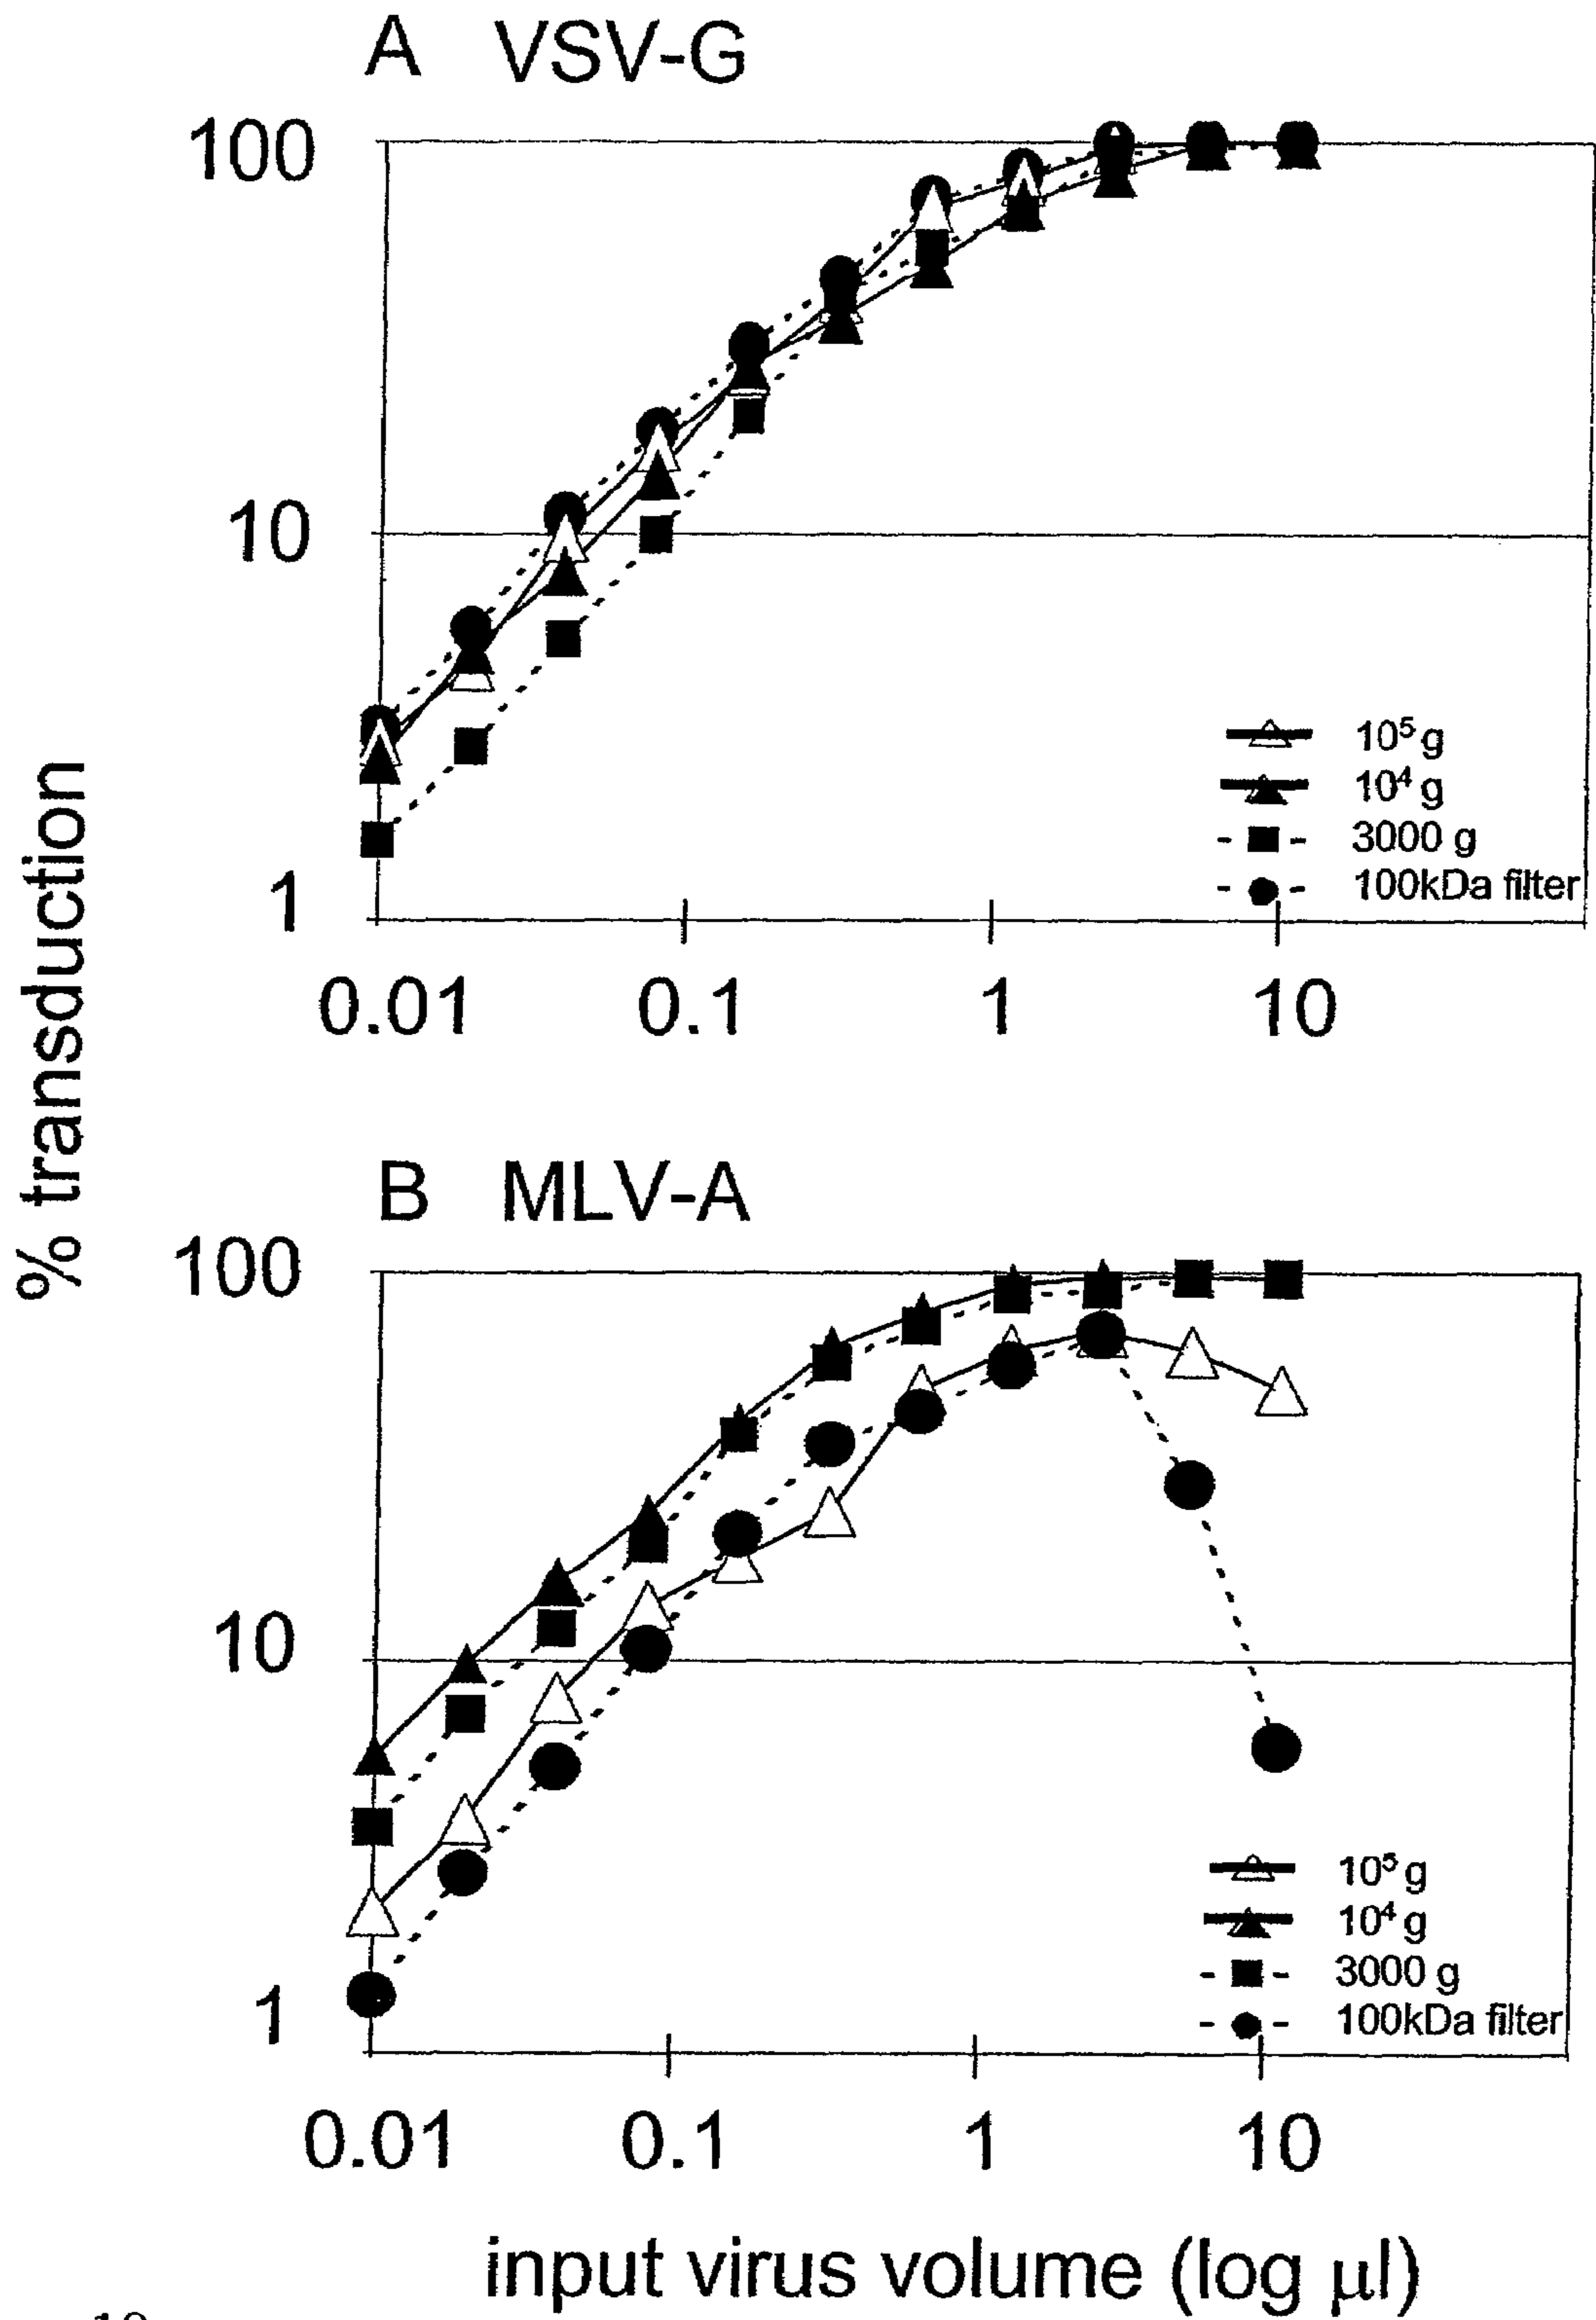 A VSV-G
100
10
1
10⁵ g
10⁴ g
3000 g
100kDa filter
0.01 0.1 1 10
% transduction
B MLV-A
100
10
1
10⁵ g
10⁴ g
3000 g
100kDa filter
0.01 0.1 1 10
input virus volume (log µl)